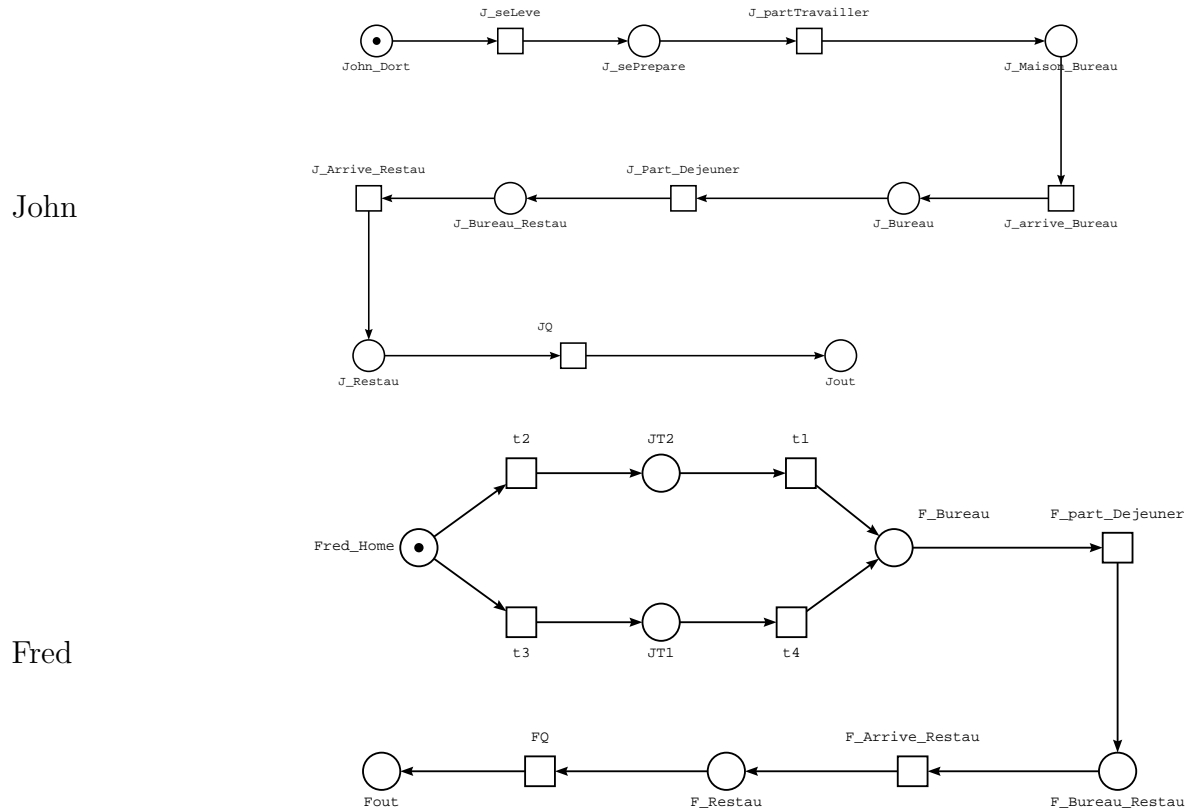 J_seLeve
J_partTravailler
John_Dort
J_sePrepare
J_Maison_Bureau
J_Arrive_Restau
J_Part_Dejeuner
John
J_Bureau_Restau
J_Bureau
J_arrive_Bureau
JQ
J_Restau
Jout
t2
JT2
t1
F_Bureau
F_part_Dejeuner
Fred_Home
t3
JT1
t4
Fred
FQ
F_Arrive_Restau
Fout
F_Restau
F_Bureau_Restau